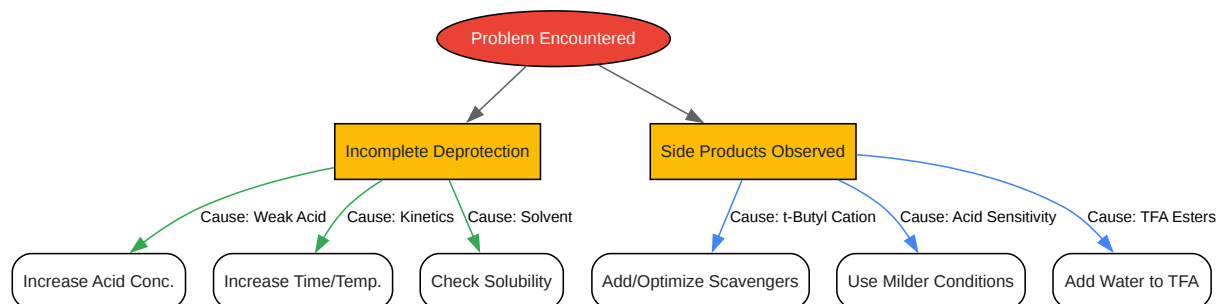 Problem Encountered
Incomplete Deprotection
Side Products Observed
Cause: Weak Acid
Cause: Kinetics
Cause: Solvent
Cause: t-Butyl Cation
Cause: Acid Sensitivity
Cause: TFA Esters
Increase Acid Conc.
Increase Time/Temp.
Check Solubility
Add/Optimize Scavengers
Use Milder Conditions
Add Water to TFA